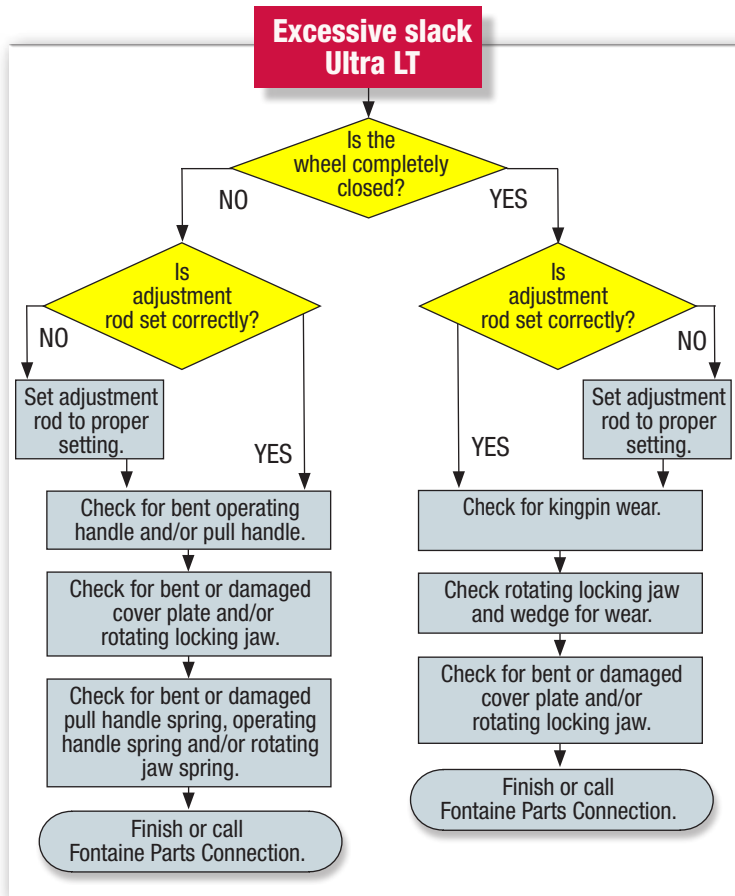 Excessive slack
Ultra LT
Is the
wheel completely
closed?
NO
YES
Is
adjustment
rod set correctly?
NO
YES
Set adjustment
rod to proper
setting.
Check for bent operating
handle and/or pull handle.
Check for bent or damaged
cover plate and/or
rotating locking jaw.
Check for bent or damaged
pull handle spring, operating
handle spring and/or rotating
jaw spring.
Finish or call
Fontaine Parts Connection.
Is
adjustment
rod set correctly?
NO
YES
Set adjustment
rod to proper
setting.
Check for kingpin wear.
Check rotating locking jaw
and wedge for wear.
Check for bent or damaged
cover plate and/or
rotating locking jaw.
Finish or call
Fontaine Parts Connection.